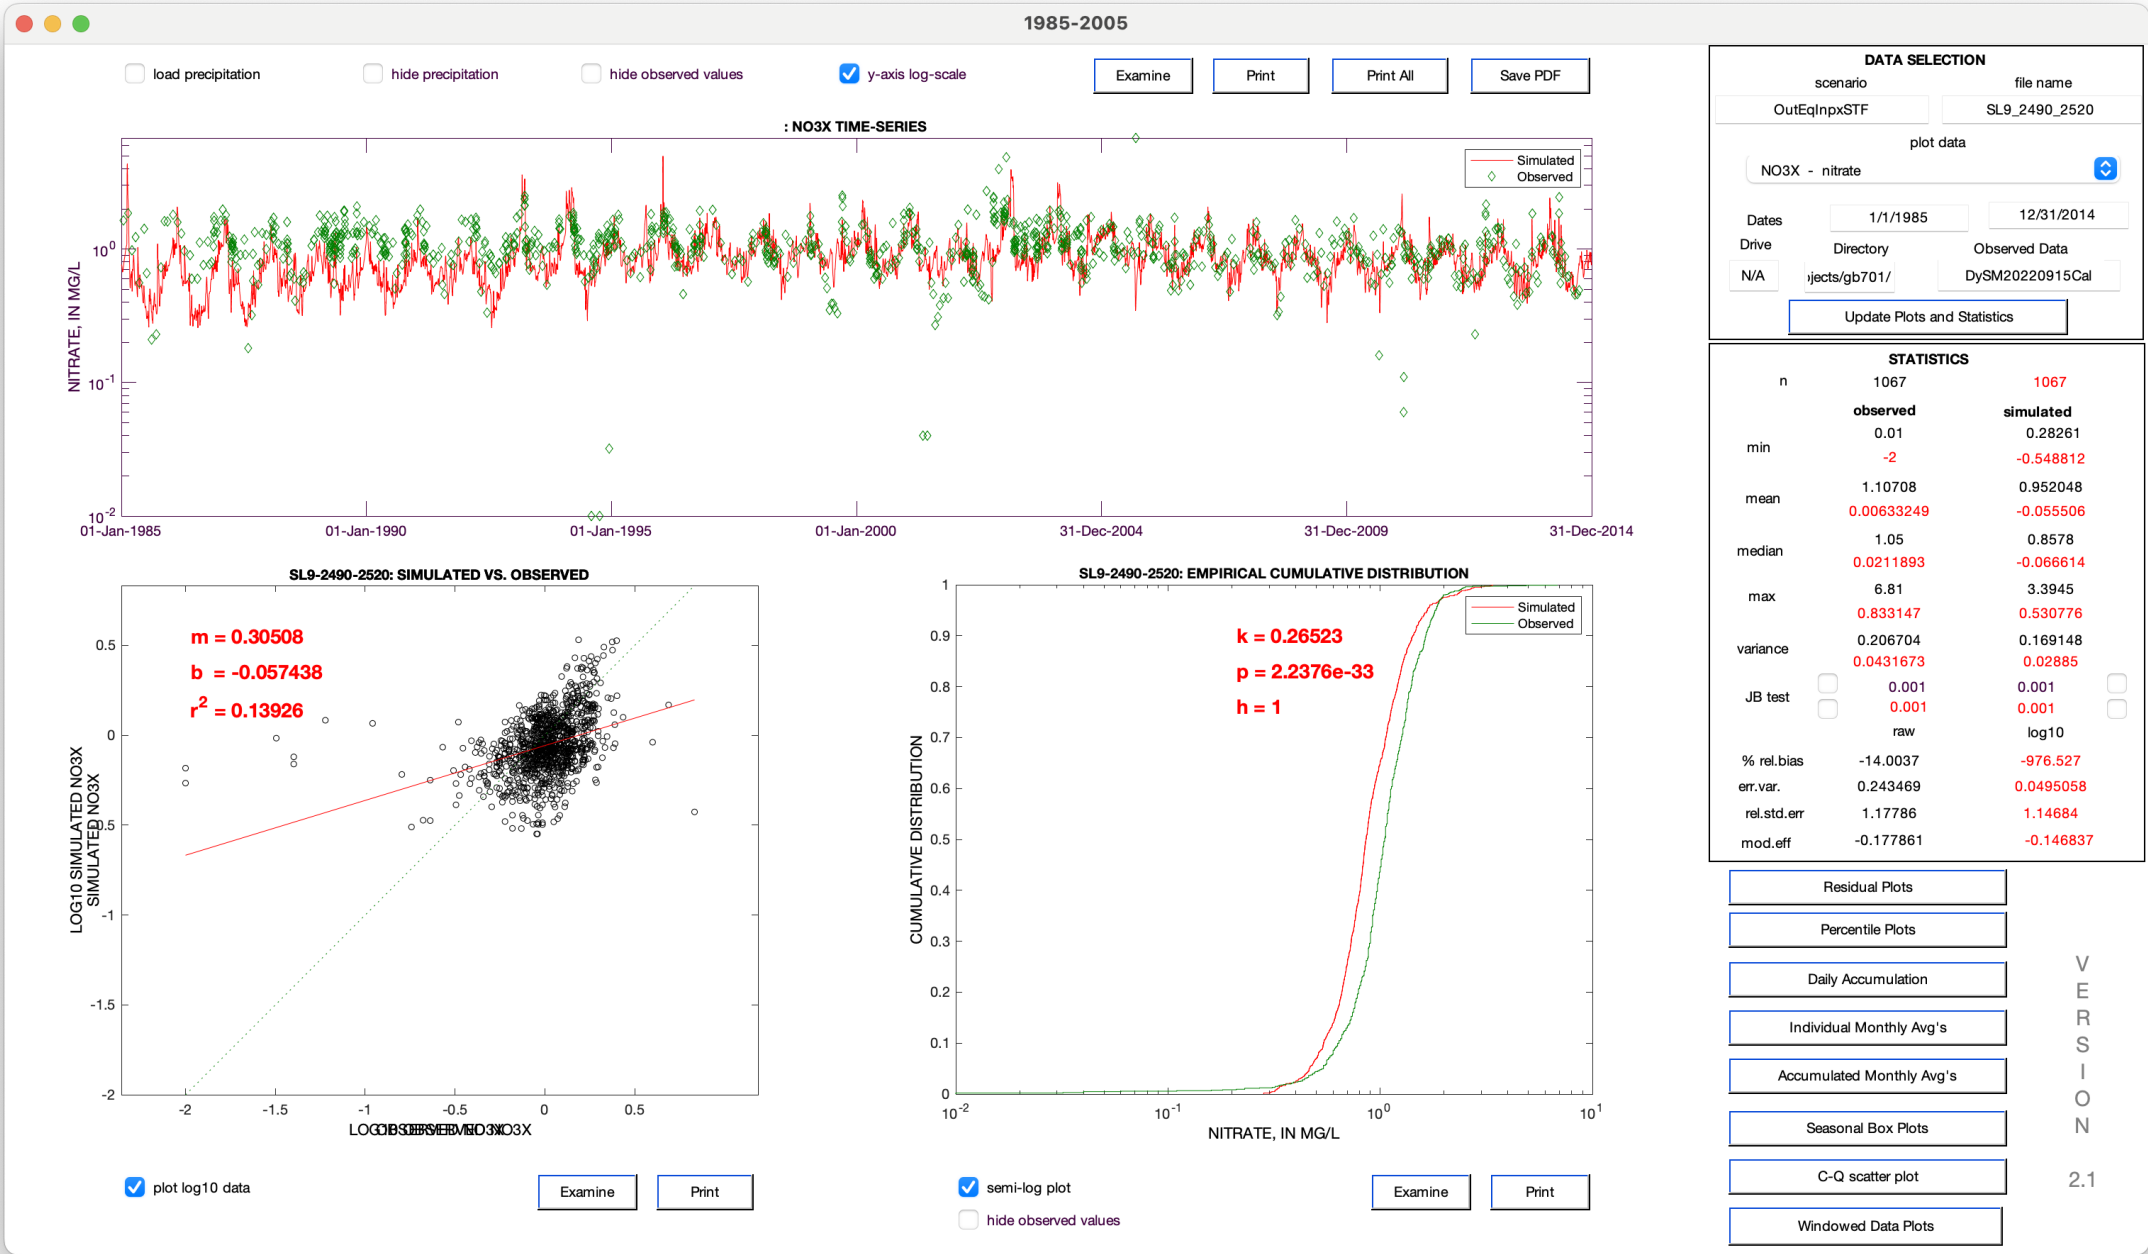 1985-2005
load precipitation
hide precipitation
hide observed values
y-axis log-scale
Examine
Print
Print All
Save PDF
: NO3X TIME-SERIES
NITRATE, IN MG/L
10^0
10^-1
10^-2
Simulated
Observed
01-Jan-1985
01-Jan-1990
01-Jan-1995
01-Jan-2000
31-Dec-2004
31-Dec-2009
31-Dec-2014
SL9-2490-2520: SIMULATED VS. OBSERVED
m = 0.30508
b = -0.057438
r^2 = 0.13926
LOG10 SIMULATED NO3X
SIMULATED NO3X
0.5
0
-0.5
-1
-1.5
-2
-2
-1.5
-1
-0.5
0
0.5
plot log10 data
Examine
Print
SL9-2490-2520: EMPIRICAL CUMULATIVE DISTRIBUTION
k = 0.26523
p = 2.2376e-33
h = 1
Simulated
Observed
CUMULATIVE DISTRIBUTION
1
0.9
0.8
0.7
0.6
0.5
0.4
0.3
0.2
0.1
0
10^-2
10^-1
10^0
10^1
NITRATE, IN MG/L
semi-log plot
hide observed values
Examine
Print
DATA SELECTION
scenario file name
OutEqInpxSTF SL9_2490_2520
plot data
NO3X - nitrate
Dates 1/1/1985 12/31/2014
Drive Directory Observed Data
N/A jects/gb701/ DySM20220915Cal
Update Plots and Statistics
STATISTICS
n 1067 1067
observed simulated
min 0.01 0.28261
-2 -0.548812
mean 1.10708 0.952048
0.00633249 -0.055506
median 1.05 0.8578
0.0211893 -0.066614
max 6.81 3.3945
0.833147 0.530776
variance 0.206704 0.169148
0.0431673 0.02885
JB test 0.001 0.001
0.001 0.001
raw log10
% rel.bias -14.0037 -976.527
err.var. 0.243469 0.0495058
rel.std.err 1.17786 1.14684
mod.eff -0.177861 -0.146837
Residual Plots
Percentile Plots
Daily Accumulation
Individual Monthly Avg's
Accumulated Monthly Avg's
Seasonal Box Plots
C-Q scatter plot
Windowed Data Plots
VERSION
2.1